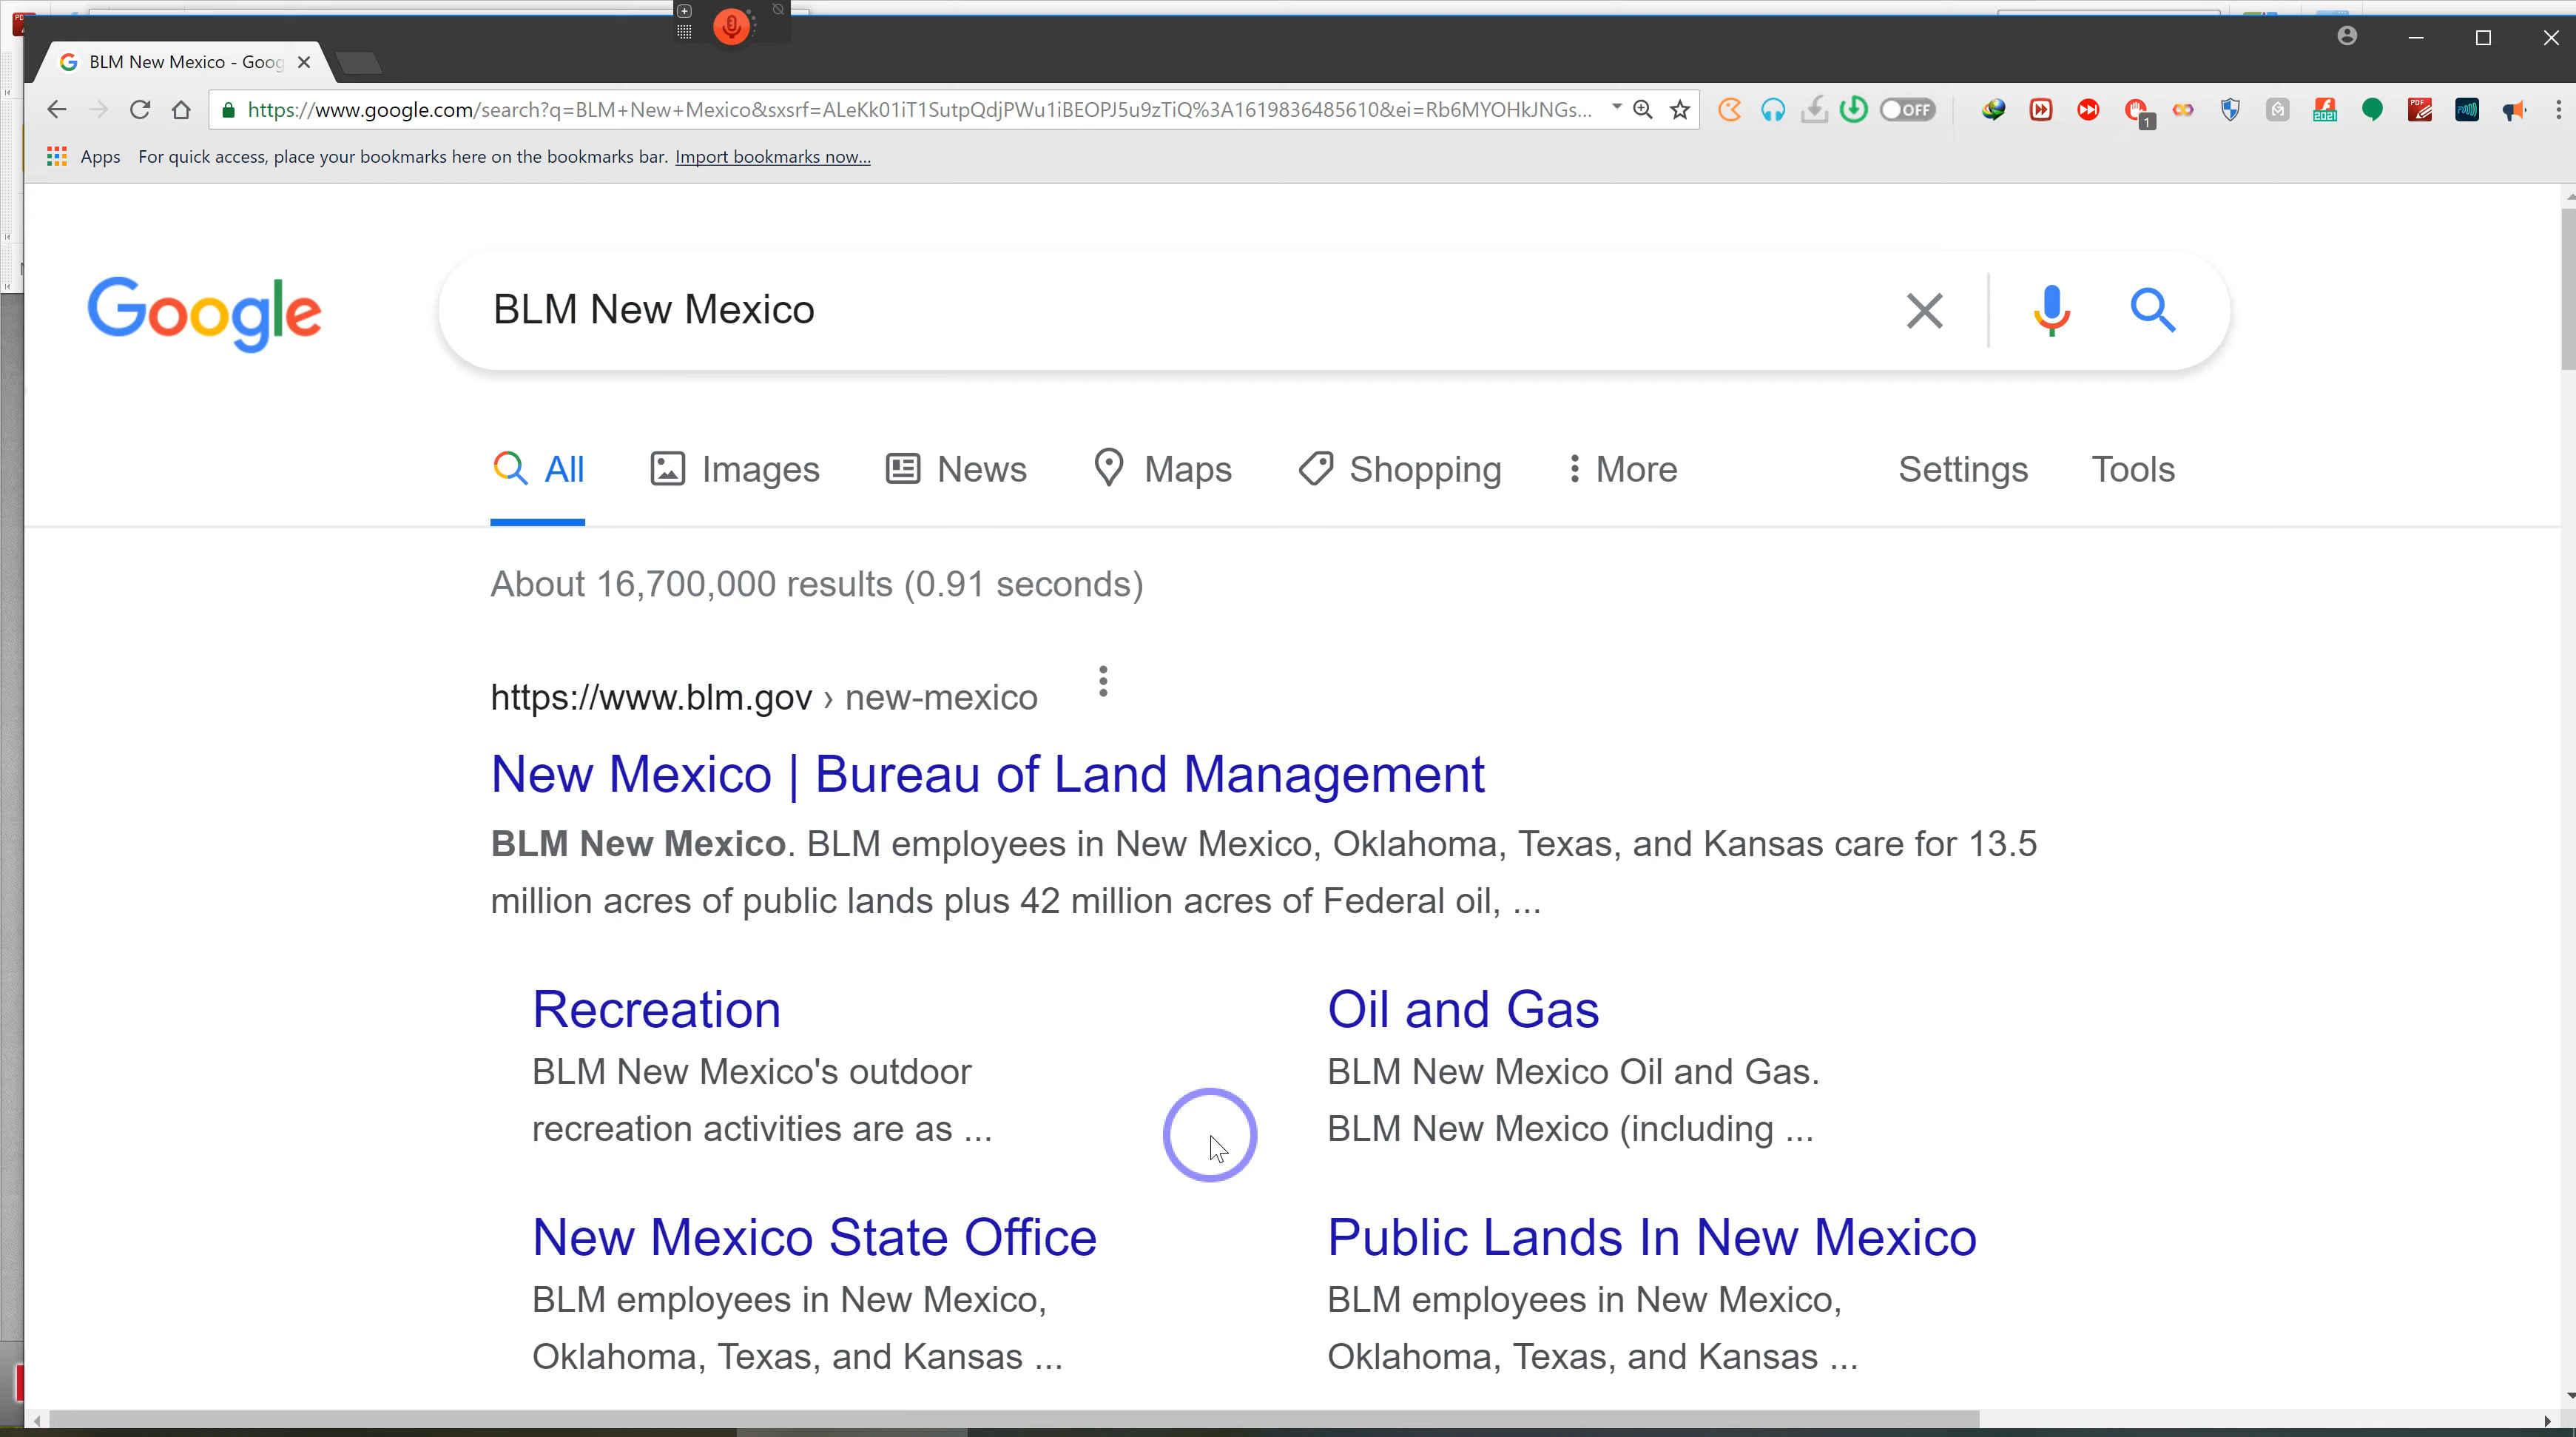 BLM New Mexico - Goog
https://www.google.com/search?q=BLM+New+Mexico&sxsrf=ALeKk01iT1SutpQdjPWu1iBEOPJ5u9zTiQ%3A1619836485610&ei=Rb6MYOHkJNGs...
OFF
1
2021
PDF
Apps For quick access, place your bookmarks here on the bookmarks bar. Import bookmarks now...
Google
BLM New Mexico
All Images News Maps Shopping More Settings Tools
About 16,700,000 results (0.91 seconds)
https://www.blm.gov › new-mexico
New Mexico | Bureau of Land Management
BLM New Mexico. BLM employees in New Mexico, Oklahoma, Texas, and Kansas care for 13.5
million acres of public lands plus 42 million acres of Federal oil, ...
Recreation
BLM New Mexico's outdoor
recreation activities are as ...
Oil and Gas
BLM New Mexico Oil and Gas.
BLM New Mexico (including ...
New Mexico State Office
BLM employees in New Mexico,
Oklahoma, Texas, and Kansas ...
Public Lands In New Mexico
BLM employees in New Mexico,
Oklahoma, Texas, and Kansas ...